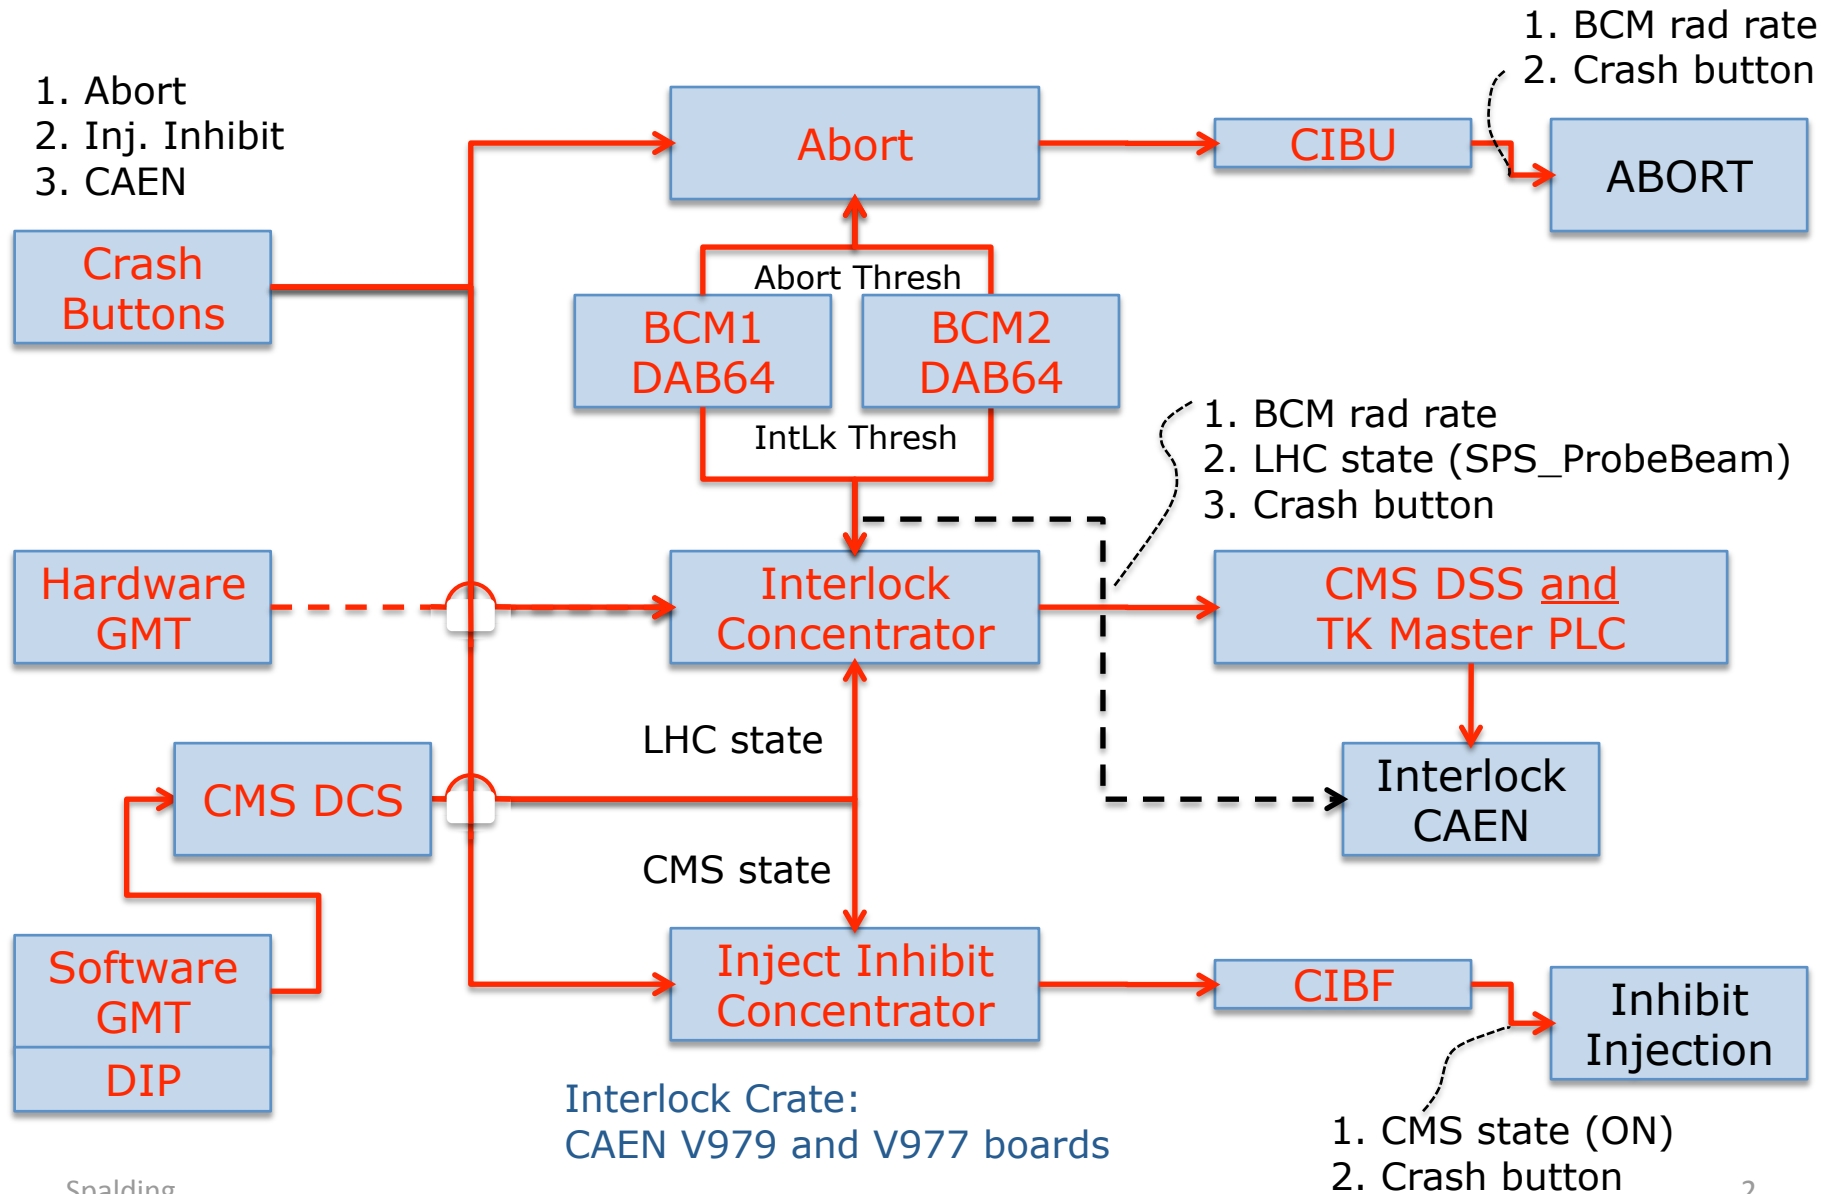 1. BCM rad rate
2. Crash button
1. Abort
2. Inj. Inhibit
3. CAEN
Abort
CIBU
ABORT
Crash
Buttons
Abort Thresh
BCM1
DAB64
BCM2
DAB64
IntLk Thresh
1. BCM rad rate
2. LHC state (SPS_ProbeBeam)
3. Crash button
Hardware
GMT
Interlock
Concentrator
CMS DSS and
TK Master PLC
LHC state
CMS DCS
Interlock
CAEN
CMS state
Software
GMT
DIP
Inject Inhibit
Concentrator
CIBF
Inhibit
Injection
Interlock Crate:
CAEN V979 and V977 boards
1. CMS state (ON)
2. Crash button
Spalding
2